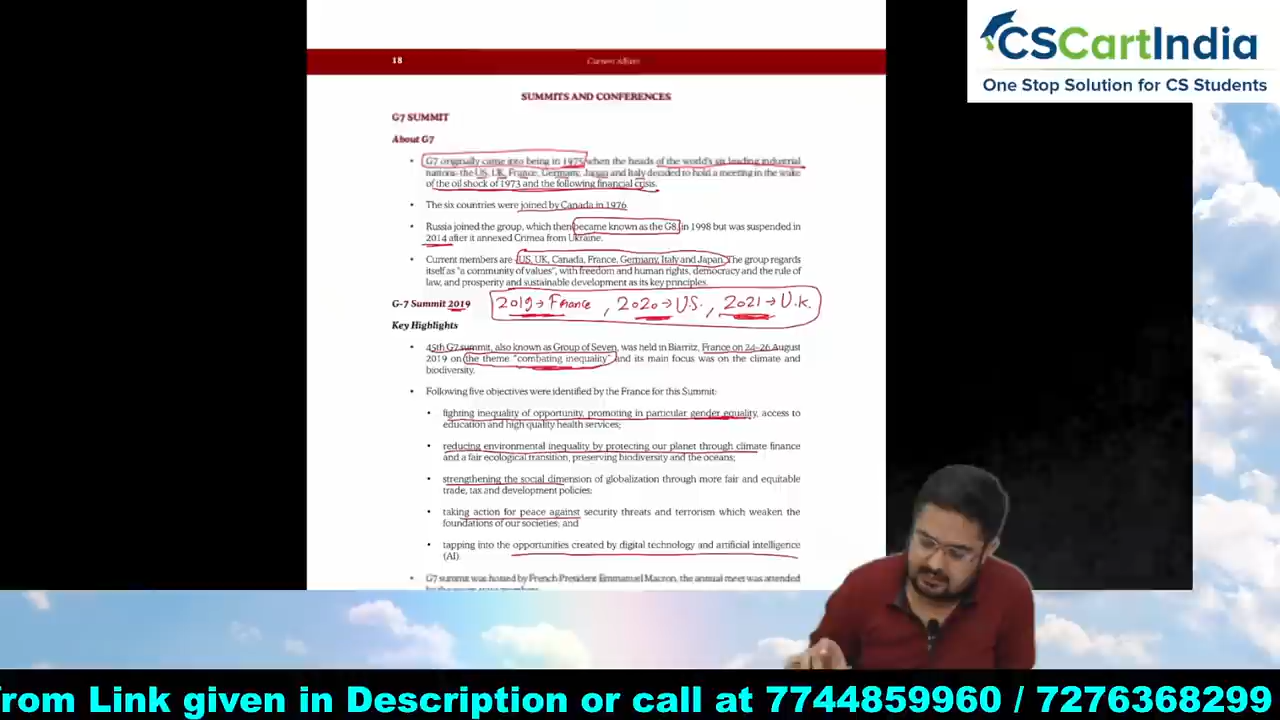 18
Current Affairs
CSCartIndia
One Stop Solution for CS Students
SUMMITS AND CONFERENCES
G7 SUMMIT
About G7
• G7 originally came into being in 1975 when the heads of the world's six leading industrial
nations-the US, UK, France, Germany, Japan and Italy decided to hold a meeting in the wake
of the oil shock of 1973 and the following financial crisis.
• The six countries were joined by Canada in 1976
• Russia joined the group, which then became known as the G8, in 1998 but was suspended in
2014 after it annexed Crimea from Ukraine.
• Current members are US, UK, Canada, France, Germany, Italy and Japan. The group regards
itself as "a community of values", with freedom and human rights, democracy and the rule of
law, and prosperity and sustainable development as its key principles.
G-7 Summit 2019
2019→France , 2020→U.S. , 2021→U.K.
Key Highlights
• 45th G7 summit, also known as Group of Seven, was held in Biarritz, France on 24-26 August
2019 on the theme "combating inequality" and its main focus was on the climate and
biodiversity.
• Following five objectives were identified by the France for this Summit:
• fighting inequality of opportunity, promoting in particular gender equality, access to
education and high quality health services;
• reducing environmental inequality by protecting our planet through climate finance
and a fair ecological transition, preserving biodiversity and the oceans;
• strengthening the social dimension of globalization through more fair and equitable
trade, tax and development policies;
• taking action for peace against security threats and terrorism which weaken the
foundations of our societies; and
• tapping into the opportunities created by digital technology and artificial intelligence
(AI)
• G7 summit was hosted by French President Emmanuel Macron, the annual meet was attended
from Link given in Description or call at 7744859960 / 7276368299